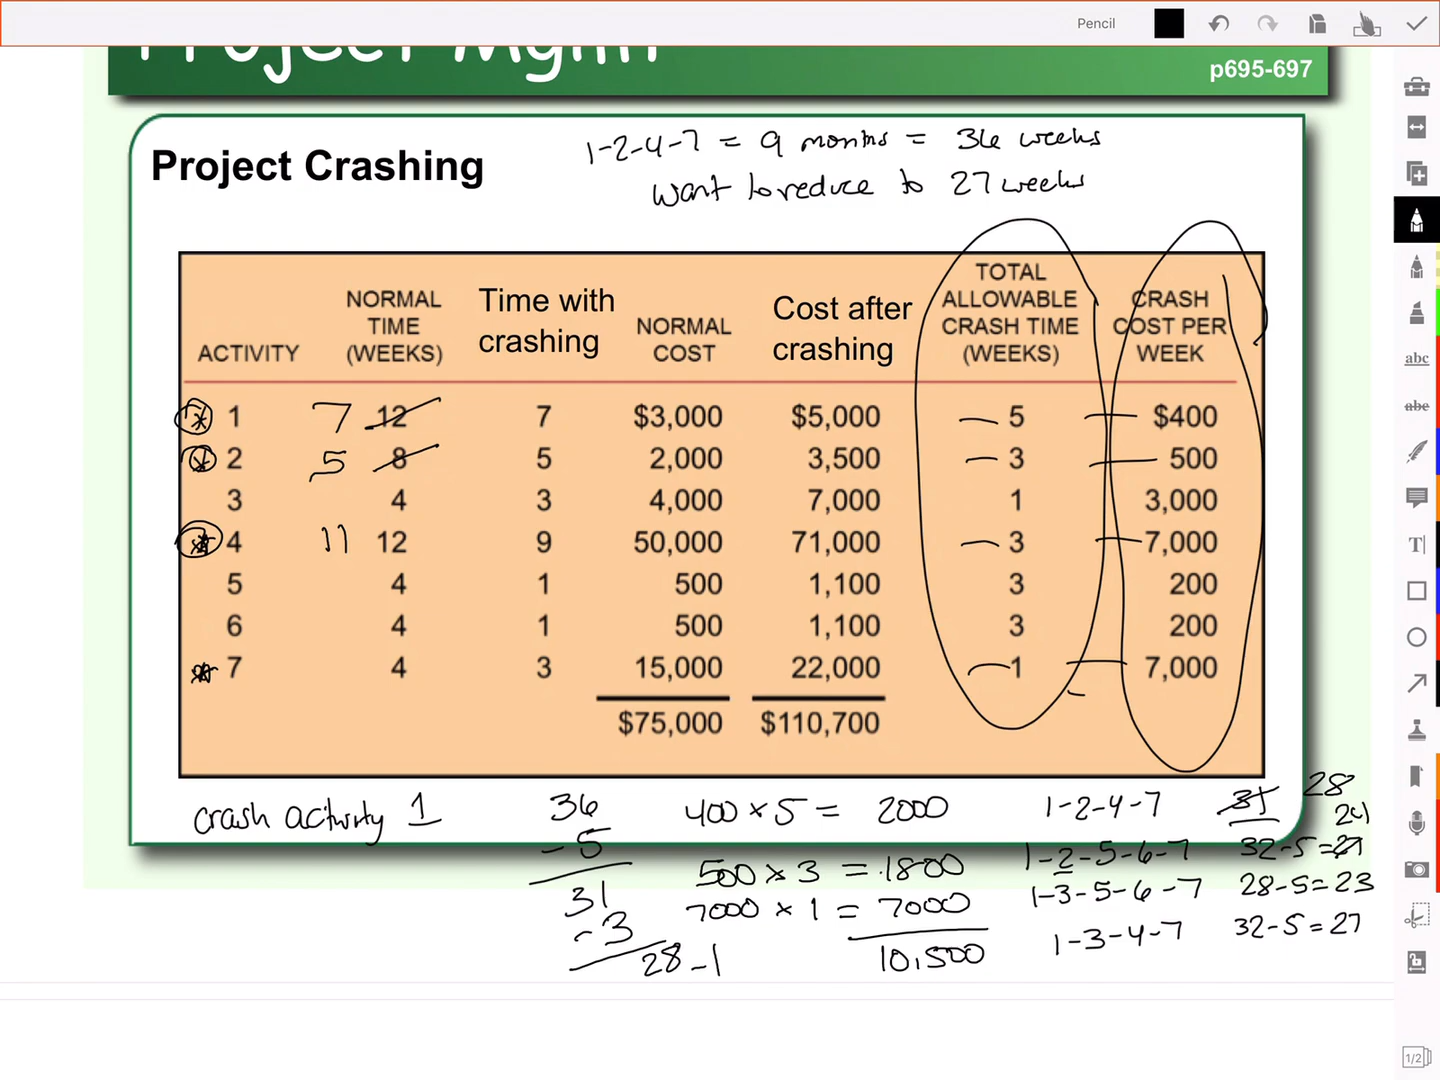 Pencil
Project Mgmt
p695-697
Project Crashing
1-2-4-7 = 9 months = 36 weeks
want to reduce to 27 weeks
ACTIVITY NORMAL TIME (WEEKS) Time with crashing NORMAL COST Cost after crashing TOTAL ALLOWABLE CRASH TIME (WEEKS) CRASH COST PER WEEK
1 7 12 7 $3,000 $5,000 5 $400
2 5 8 5 2,000 3,500 3 500
3 4 3 4,000 7,000 1 3,000
4 11 12 9 50,000 71,000 3 7,000
5 4 1 500 1,100 3 200
6 4 1 500 1,100 3 200
7 4 3 15,000 22,000 1 7,000
$75,000 $110,700
crash activity 1 36 400 x 5 = 2000 1-2-4-7 31 28
- 5 24
500 x 3 = 1800 1-2-5-6-7 32-5=27
31 7000 x 1 = 7000 1-3-5-6-7 28-5=23
- 3 1-3-4-7 32-5=27
28 -1 10,500
abc
abc
T
1/2